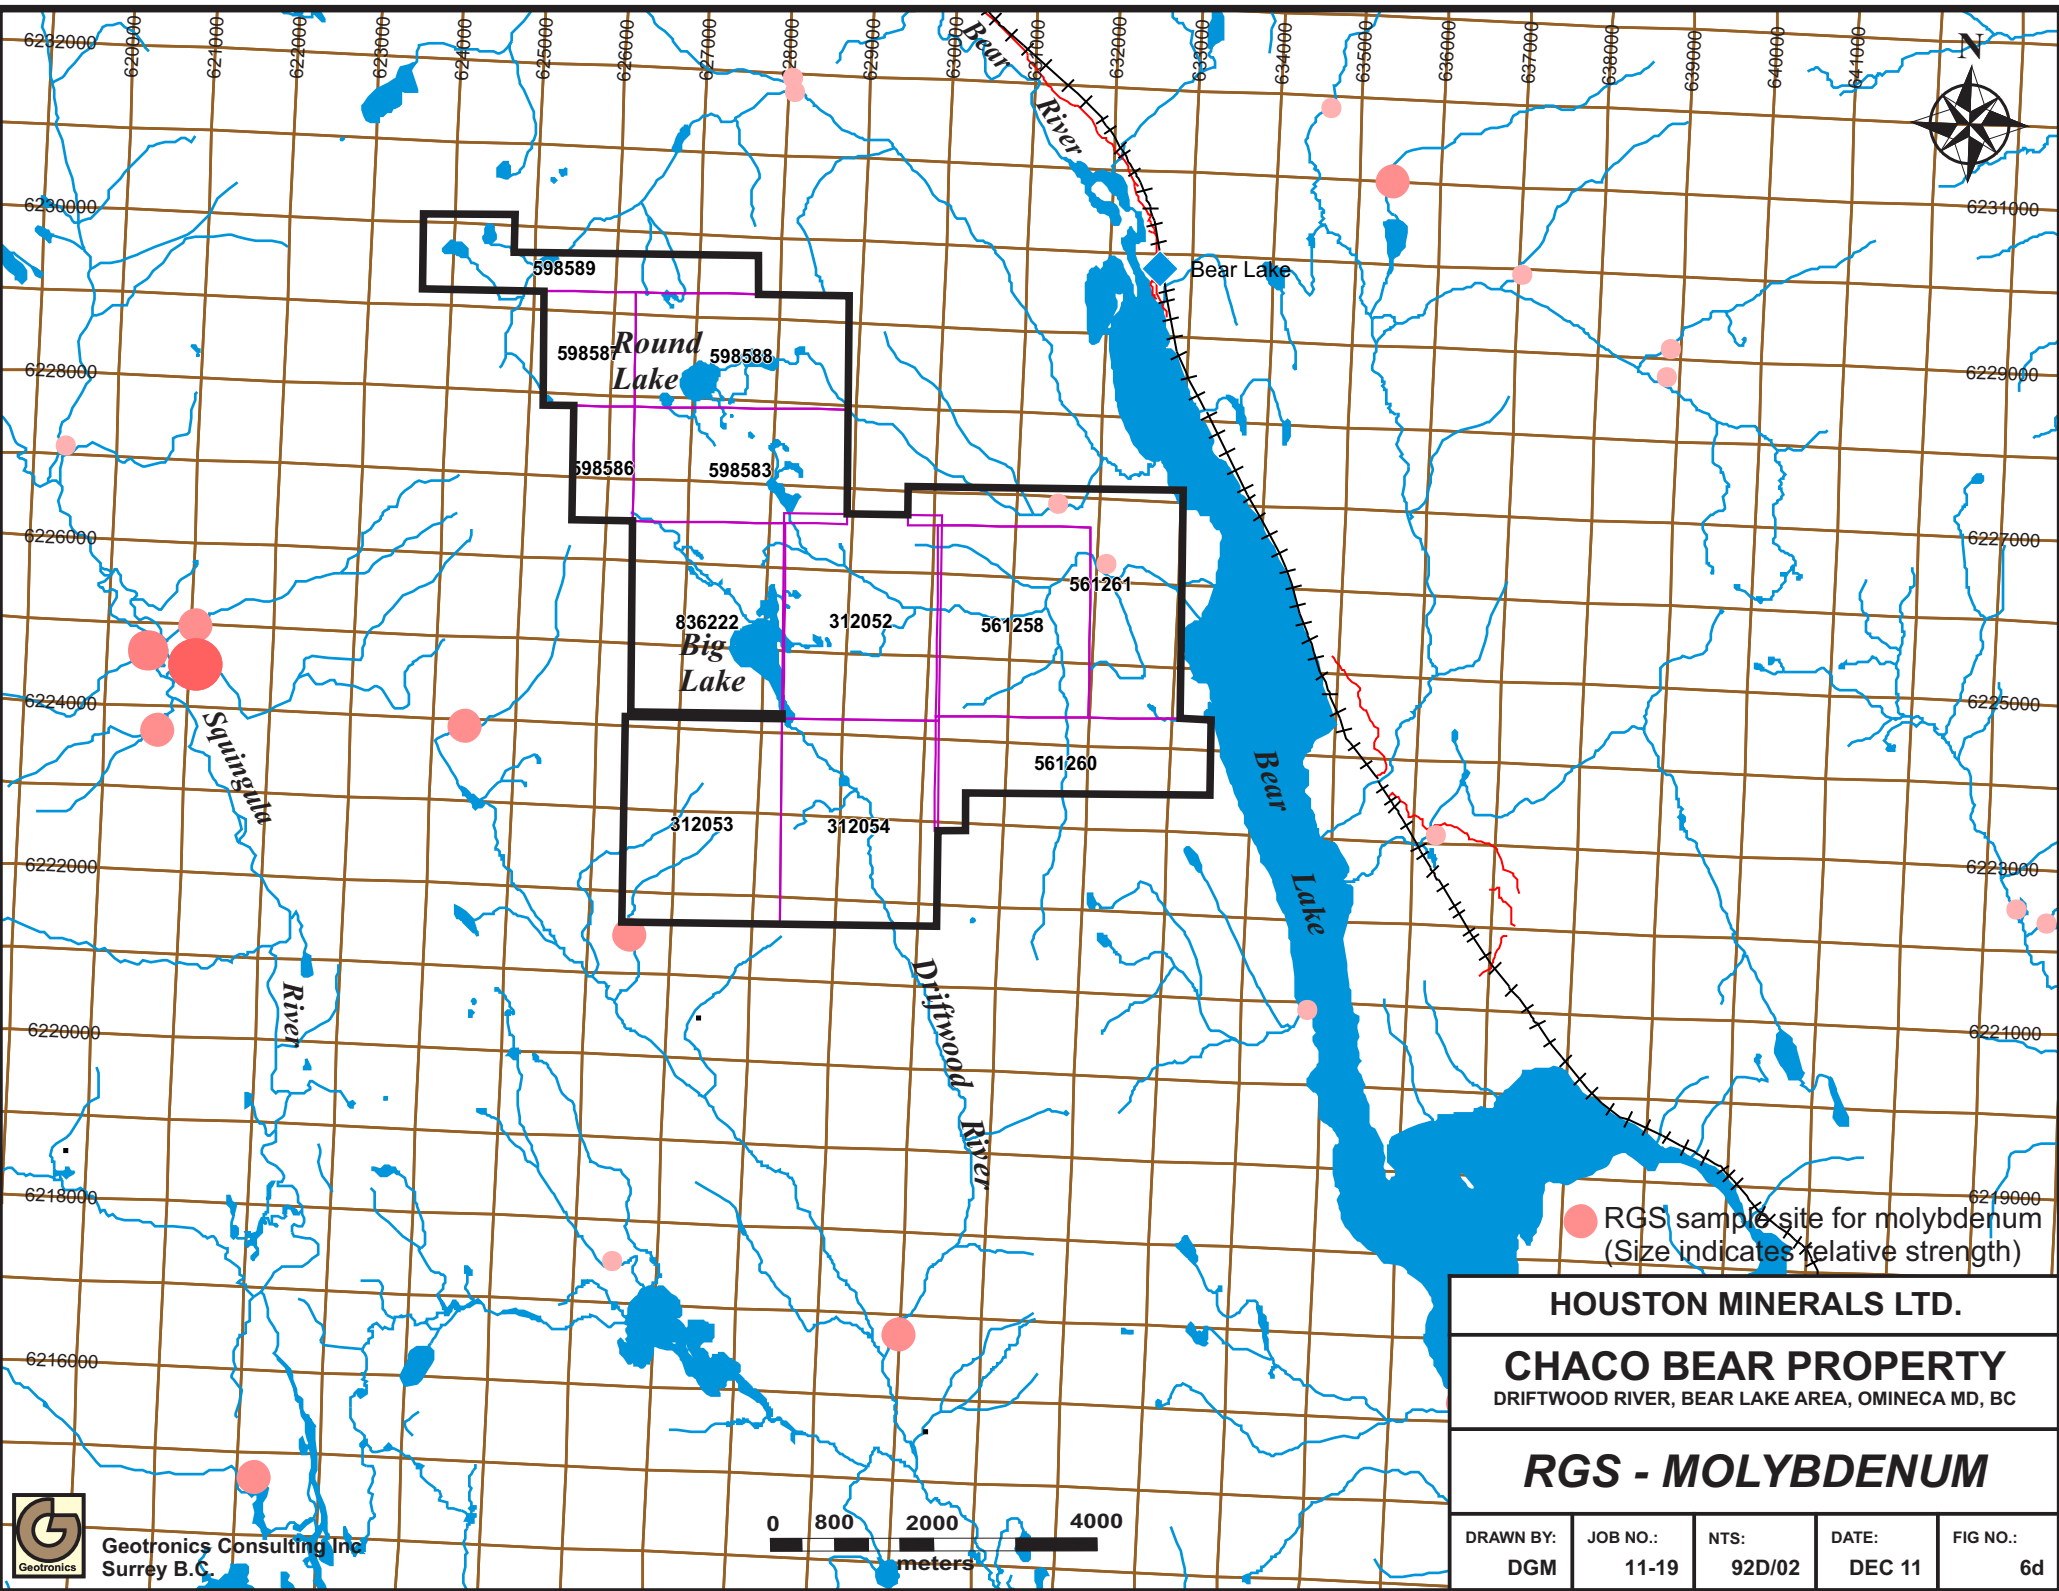 6232000
620000
621000
622000
623000
624000
625000
626000
627000
628000
629000
630000
631000
632000
633000
634000
635000
636000
637000
638000
639000
640000
641000
N
Bear
River
6230000
6231000
598589
Bear Lake
598587
Round
Lake
598588
6228000
6229000
598586
598583
6226000
6227000
561261
836222
312052
561258
Big
Lake
6224000
6225000
Squingula
River
Bear
Lake
561260
312053
312054
6222000
6223000
Driftwood
River
6220000
6221000
6218000
6219000
RGS sample site for molybdenum
(Size indicates relative strength)
6216000
HOUSTON MINERALS LTD.
CHACO BEAR PROPERTY
DRIFTWOOD RIVER, BEAR LAKE AREA, OMINECA MD, BC
RGS - MOLYBDENUM
DRAWN BY: DGM
JOB NO.: 11-19
NTS: 92D/02
DATE: DEC 11
FIG NO.: 6d
0 800 2000 4000
meters
Geotronics
Geotronics Consulting Inc
Surrey B.C.